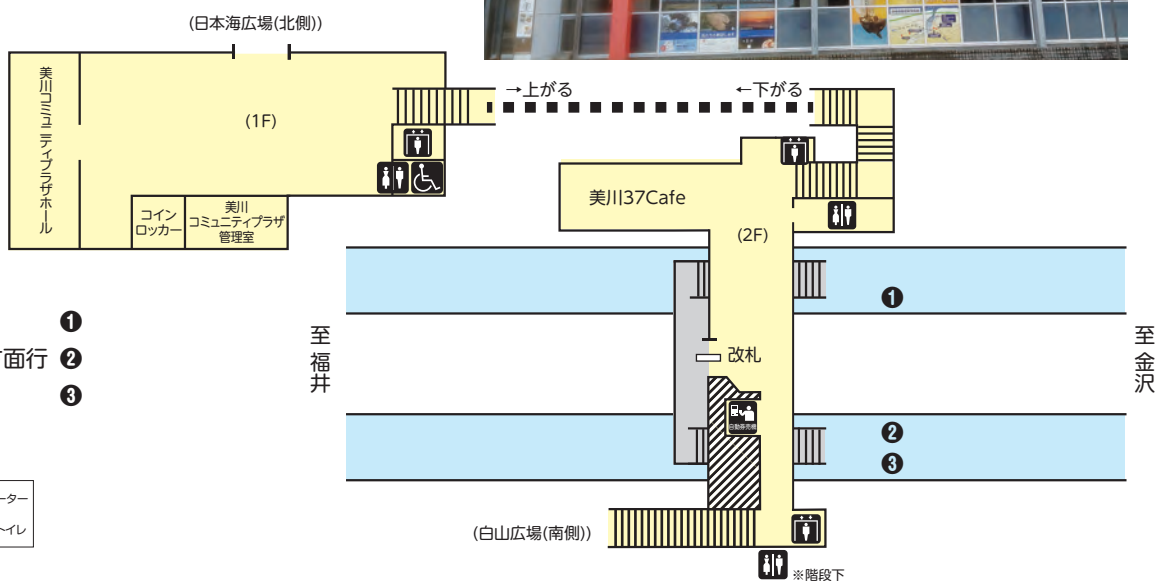 (日本海広場(北側))
美川コミュニティプラザホール
(1F)
→上がる
←下がる
コイン
ロッカー
美川
コミュニティプラザ
管理室
美川37Cafe
(2F)
❶
❶
面行 ❷
❸
至福井
改札
至金沢
自動券売機
❷
❸
ーター
トイレ
(白山広場(南側))
※階段下